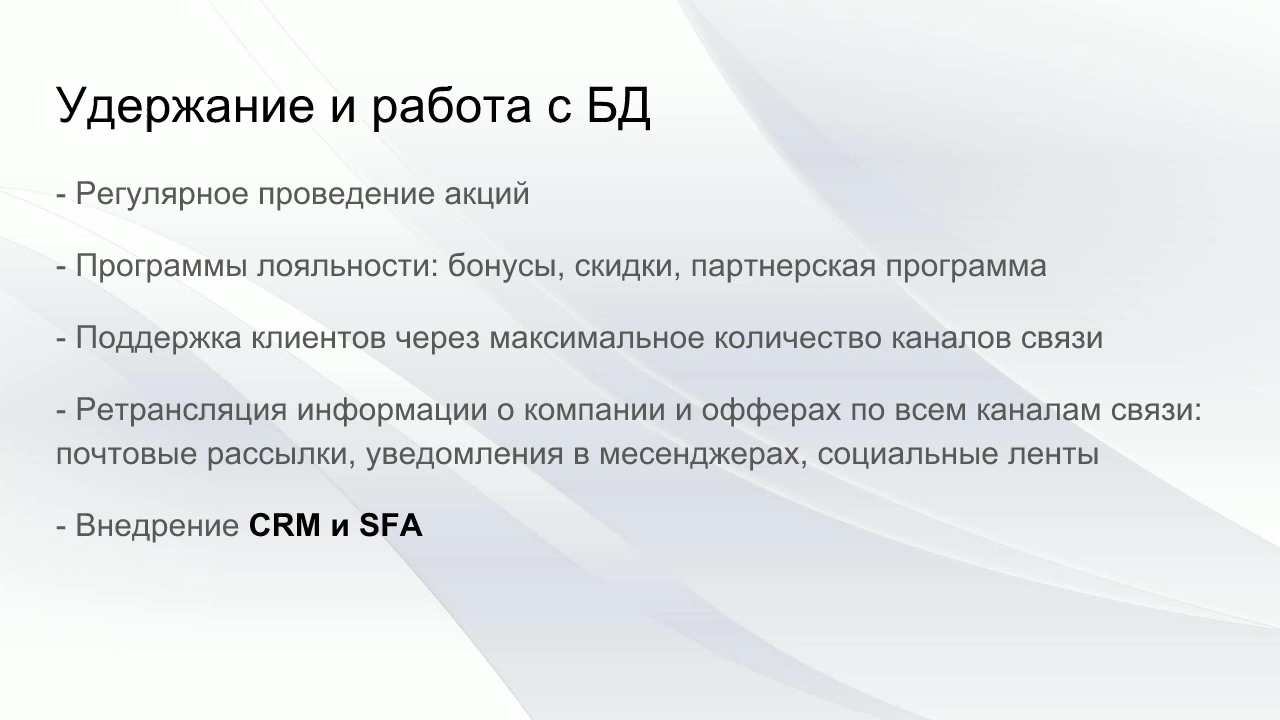 Удержание и работа с БД
- Регулярное проведение акций
- Программы лояльности: бонусы, скидки, партнерская программа
- Поддержка клиентов через максимальное количество каналов связи
- Ретрансляция информации о компании и офферах по всем каналам связи:
почтовые рассылки, уведомления в месенджерах, социальные ленты
- Внедрение CRM и SFA